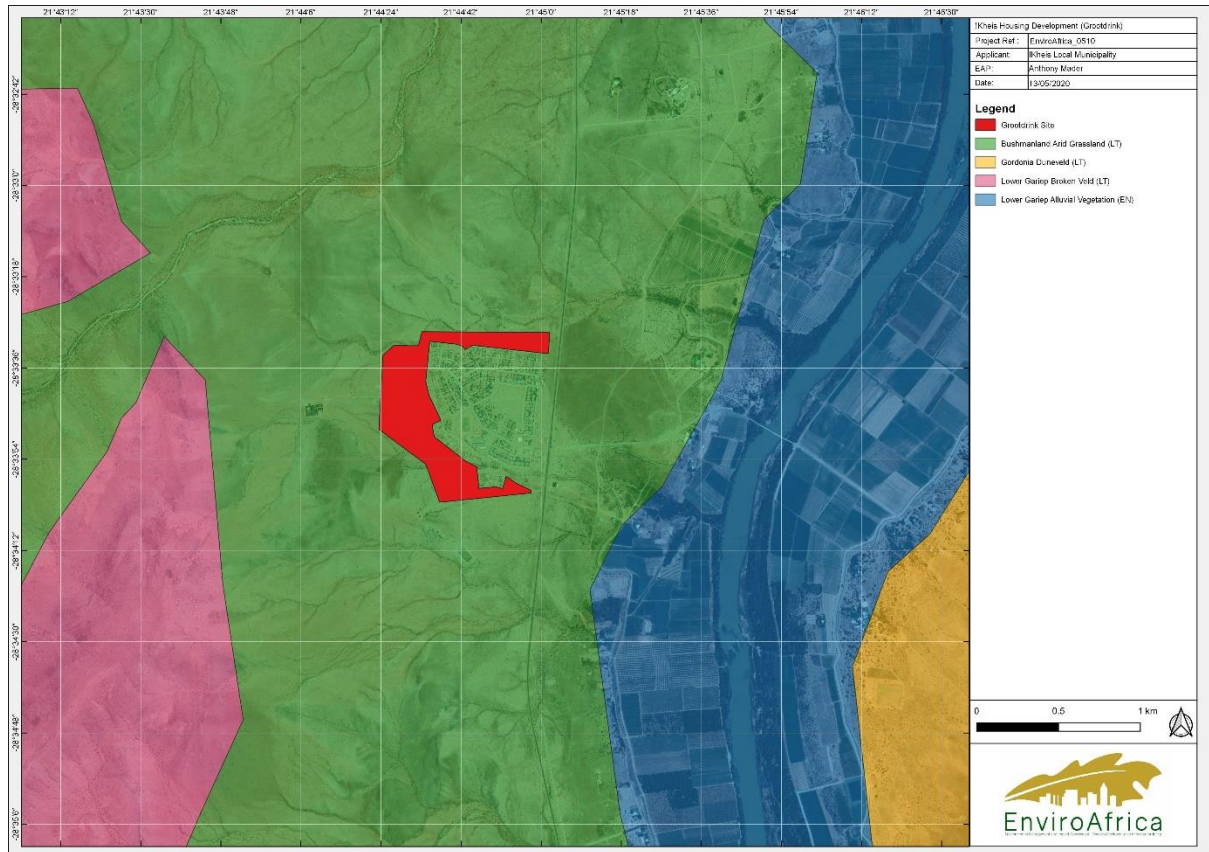 21°43'12" 21°43'30" 21°43'48" 21°44'6" 21°44'24" 21°44'42" 21°45'0" 21°45'18" 21°45'36" 21°45'54" 21°46'12" 21°46'30"
-28°32'42"
-28°33'0"
-28°33'18"
-28°33'36"
-28°33'54"
-28°34'12"
-28°34'30"
-28°34'48"
-28°35'6"
!Kheis Housing Development (Grootdrink)
Project Ref : EnviroAfrica_0510
Applicant: !Kheis Local Municipality
EAP: Anthony Mader
Date: 13/05/2020
Legend
Grootdrink Site
Bushmanland Arid Grassland (LT)
Gordonia Duneveld (LT)
Lower Gariep Broken Veld (LT)
Lower Gariep Alluvial Vegetation (EN)
0 0.5 1 km
EnviroAfrica